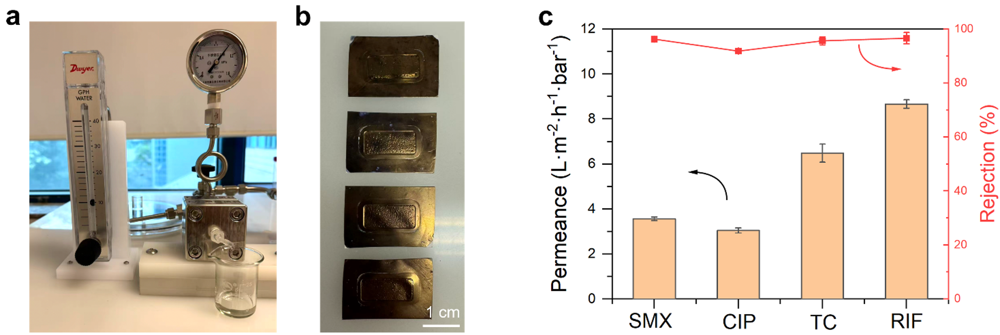 a
Dwyer
GPH
WATER
40
30
20
10
MPa
b
1 cm
c
Permeance (L·m⁻²·h⁻¹·bar⁻¹)
12
10
8
6
4
2
0
SMX
CIP
TC
RIF
100
80
60
40
20
0
Rejection (%)